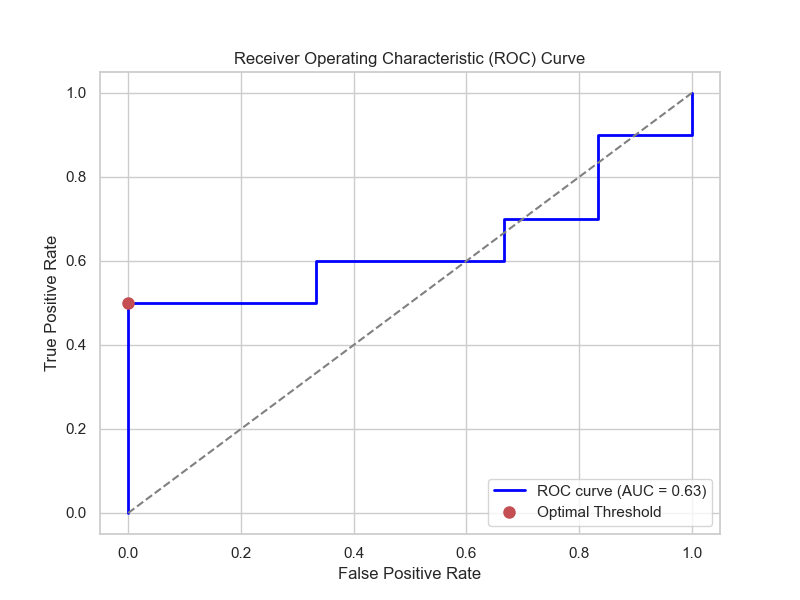 Receiver Operating Characteristic (ROC) Curve
True Positive Rate
1.0
0.8
0.6
0.4
0.2
0.0
0.0 0.2 0.4 0.6 0.8 1.0
False Positive Rate
ROC curve (AUC = 0.63)
Optimal Threshold